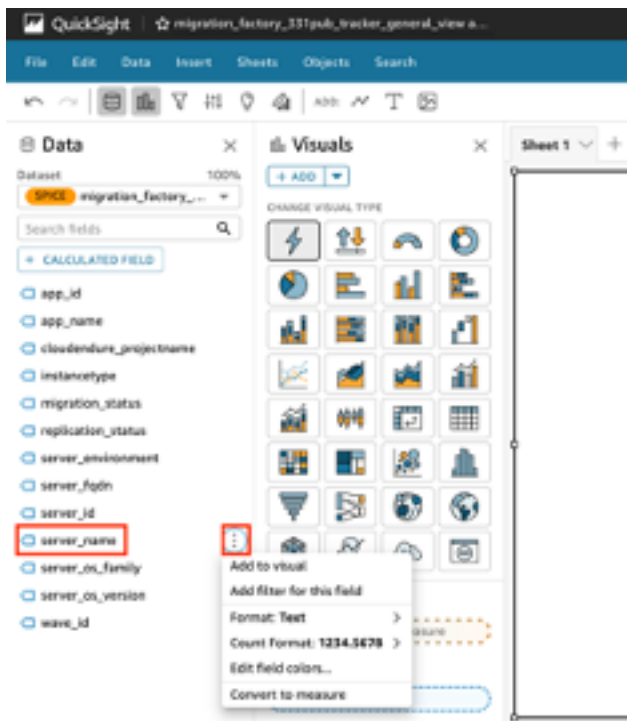 QuickSight migration_factory_331pub_tracker_general_view a...
File Edit Data Insert Sheets Objects Search
ADD: T
Data
Visuals
Sheet 1
Dataset 100%
SPICE migration_factory_...
Search fields
+ CALCULATED FIELD
app_id
app_name
cloudendure_projectname
instancetype
migration_status
replication_status
server_environment
server_fqdn
server_id
server_name
server_os_family
server_os_version
wave_id
+ ADD
CHANGE VISUAL TYPE
Add to visual
Add filter for this field
Format: Text
Count Format: 1234.5678
Edit field colors...
Convert to measure